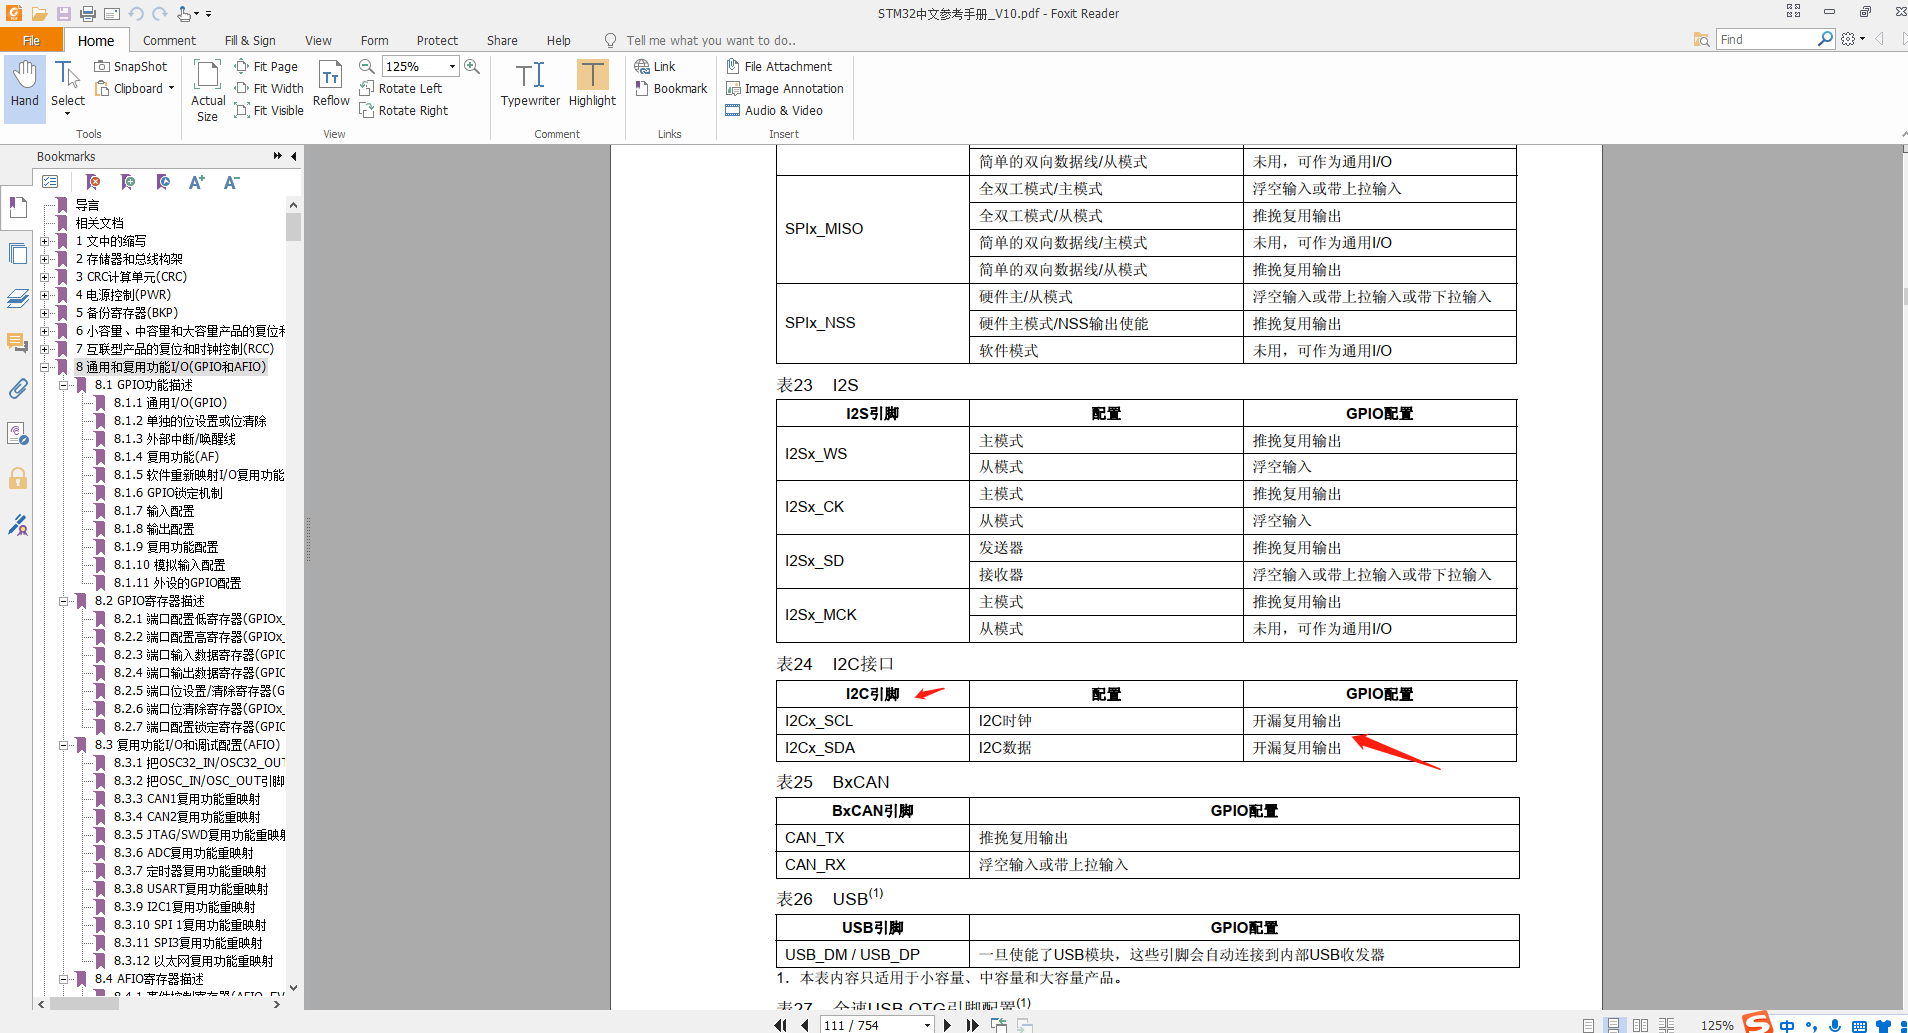 STM32中文参考手册_V10.pdf - Foxit Reader
File Home Comment Fill & Sign View Form Protect Share Help Tell me what you want to do.. Find
Hand Select SnapShot Clipboard
Tools
Actual Size Fit Page Fit Width Fit Visible Reflow 125% Rotate Left Rotate Right
View
Typewriter Highlight
Comment
Link Bookmark
Links
File Attachment Image Annotation Audio & Video
Insert
Bookmarks
导言
相关文档
1 文中的缩写
2 存储器和总线构架
3 CRC计算单元(CRC)
4 电源控制(PWR)
5 备份寄存器(BKP)
6 小容量、中容量和大容量产品的复位和
7 互联型产品的复位和时钟控制(RCC)
8 通用和复用功能I/O(GPIO和AFIO)
8.1 GPIO功能描述
8.1.1 通用I/O(GPIO)
8.1.2 单独的位设置或位清除
8.1.3 外部中断/唤醒线
8.1.4 复用功能(AF)
8.1.5 软件重新映射I/O复用功能
8.1.6 GPIO锁定机制
8.1.7 输入配置
8.1.8 输出配置
8.1.9 复用功能配置
8.1.10 模拟输入配置
8.1.11 外设的GPIO配置
8.2 GPIO寄存器描述
8.2.1 端口配置低寄存器(GPIOx_
8.2.2 端口配置高寄存器(GPIOx_
8.2.3 端口输入数据寄存器(GPIO
8.2.4 端口输出数据寄存器(GPIO
8.2.5 端口位设置/清除寄存器(G
8.2.6 端口位清除寄存器(GPIOx_
8.2.7 端口配置锁定寄存器(GPIO
8.3 复用功能I/O和调试配置(AFIO)
8.3.1 把OSC32_IN/OSC32_OUT
8.3.2 把OSC_IN/OSC_OUT引脚
8.3.3 CAN1复用功能重映射
8.3.4 CAN2复用功能重映射
8.3.5 JTAG/SWD复用功能重映射
8.3.6 ADC复用功能重映射
8.3.7 定时器复用功能重映射
8.3.8 USART复用功能重映射
8.3.9 I2C1复用功能重映射
8.3.10 SPI 1复用功能重映射
8.3.11 SPI3复用功能重映射
8.3.12 以太网复用功能重映射
8.4 AFIO寄存器描述
8.4.1 事件控制寄存器(AFIO_EV
简单的双向数据线/从模式 未用，可作为通用I/O
SPIx_MISO 全双工模式/主模式 浮空输入或带上拉输入
全双工模式/从模式 推挽复用输出
简单的双向数据线/主模式 未用，可作为通用I/O
简单的双向数据线/从模式 推挽复用输出
SPIx_NSS 硬件主/从模式 浮空输入或带上拉输入或带下拉输入
硬件主模式/NSS输出使能 推挽复用输出
软件模式 未用，可作为通用I/O
表23 I2S
I2S引脚 配置 GPIO配置
I2Sx_WS 主模式 推挽复用输出
从模式 浮空输入
I2Sx_CK 主模式 推挽复用输出
从模式 浮空输入
I2Sx_SD 发送器 推挽复用输出
接收器 浮空输入或带上拉输入或带下拉输入
I2Sx_MCK 主模式 推挽复用输出
从模式 未用，可作为通用I/O
表24 I2C接口
I2C引脚 配置 GPIO配置
I2Cx_SCL I2C时钟 开漏复用输出
I2Cx_SDA I2C数据 开漏复用输出
表25 BxCAN
BxCAN引脚 GPIO配置
CAN_TX 推挽复用输出
CAN_RX 浮空输入或带上拉输入
表26 USB(1)
USB引脚 GPIO配置
USB_DM / USB_DP 一旦使能了USB模块，这些引脚会自动连接到内部USB收发器
1. 本表内容只适用于小容量、中容量和大容量产品。
表27 全速USB OTG引脚配置(1)
111 / 754 125% 中